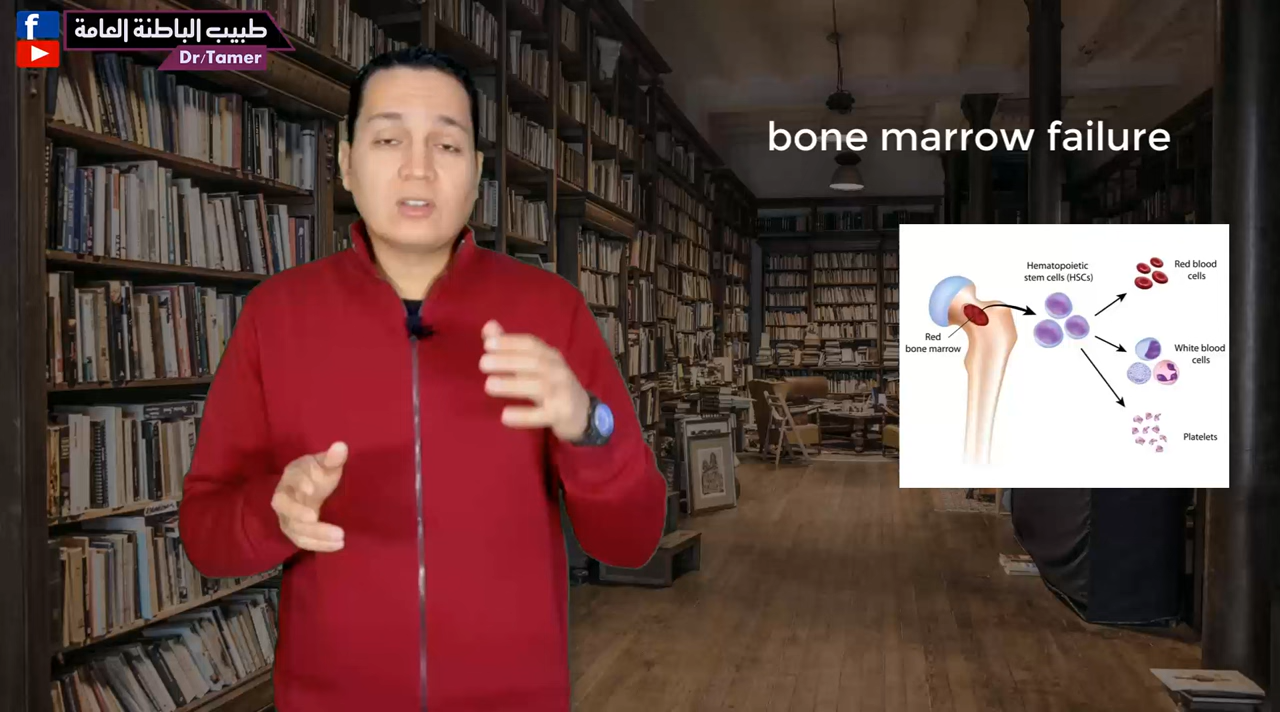 طبيب الباطنة العامة
Dr/Tamer
bone marrow failure
Hematopoietic
stem cells (HSCs)
Red blood
cells
Red
bone marrow
White blood
cells
Platelets